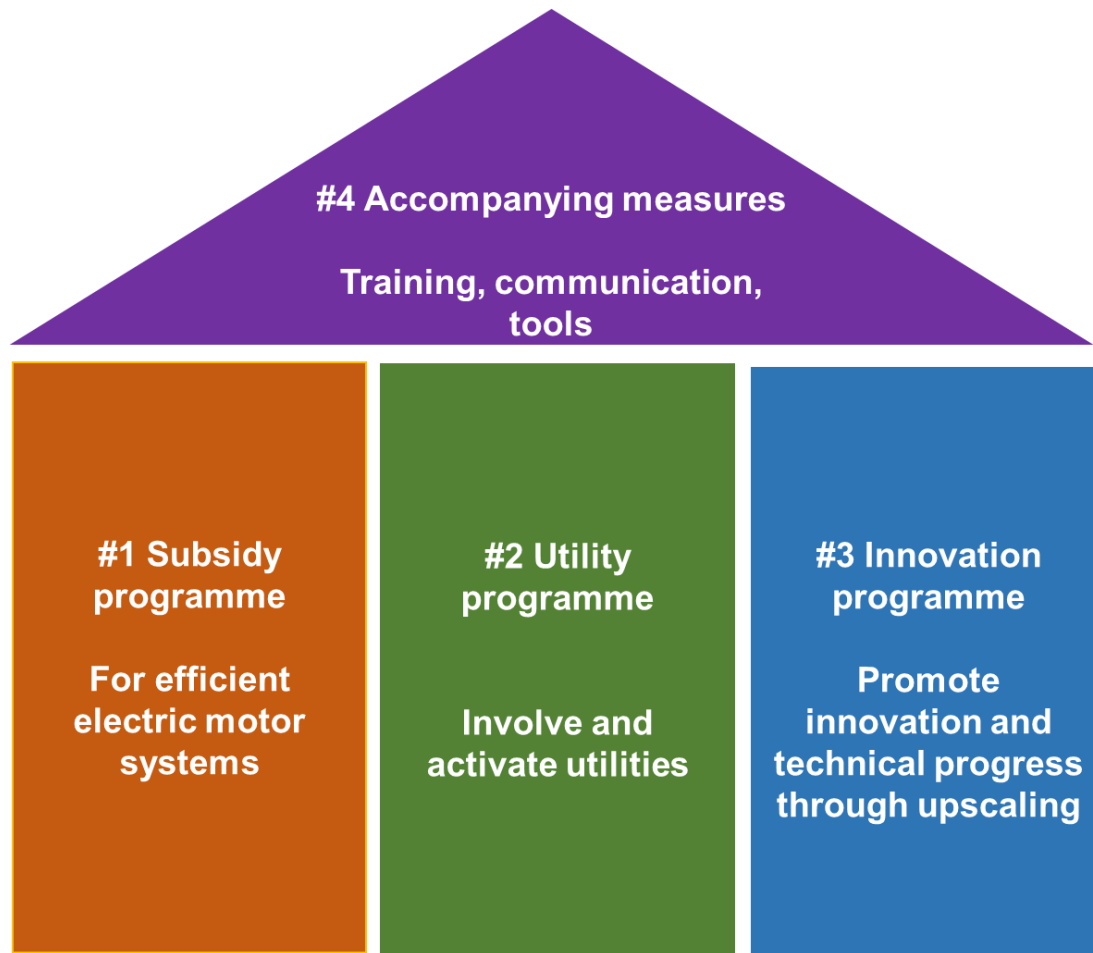 #4 Accompanying measures
Training, communication,
tools
#1 Subsidy
programme
For efficient
electric motor
systems
#2 Utility
programme
Involve and
activate utilities
#3 Innovation
programme
Promote
innovation and
technical progress
through upscaling